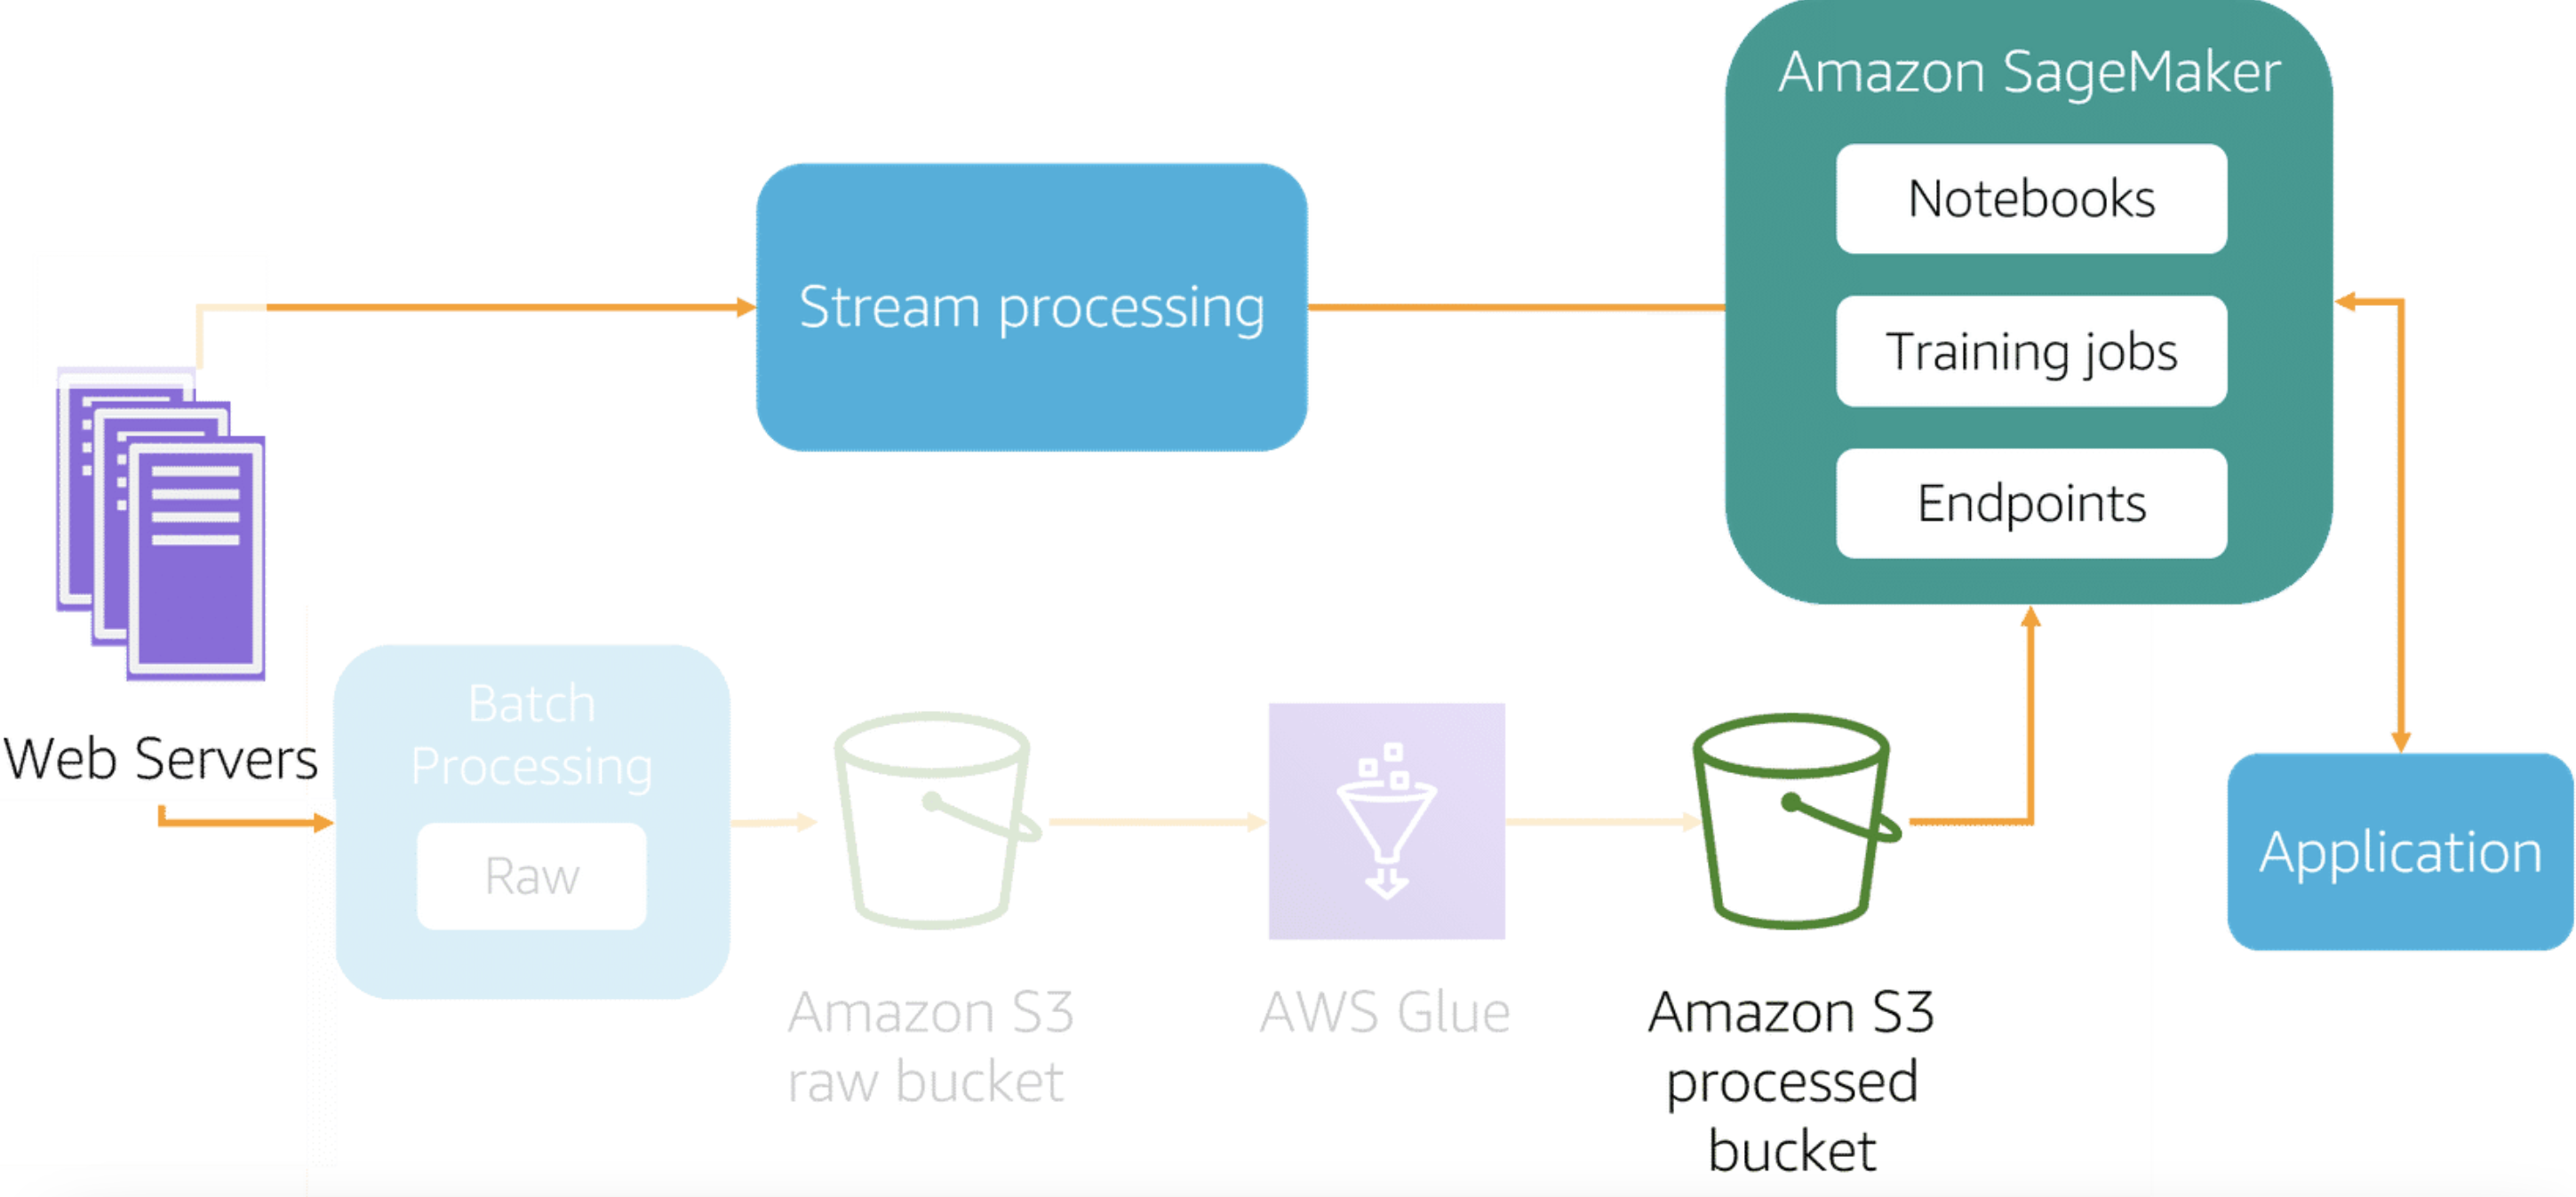 Amazon SageMaker
Notebooks
Stream processing
Training jobs
Endpoints
Web Servers
Batch
Processing
Raw
Application
Amazon S3
raw bucket
AWS Glue
Amazon S3
processed
bucket